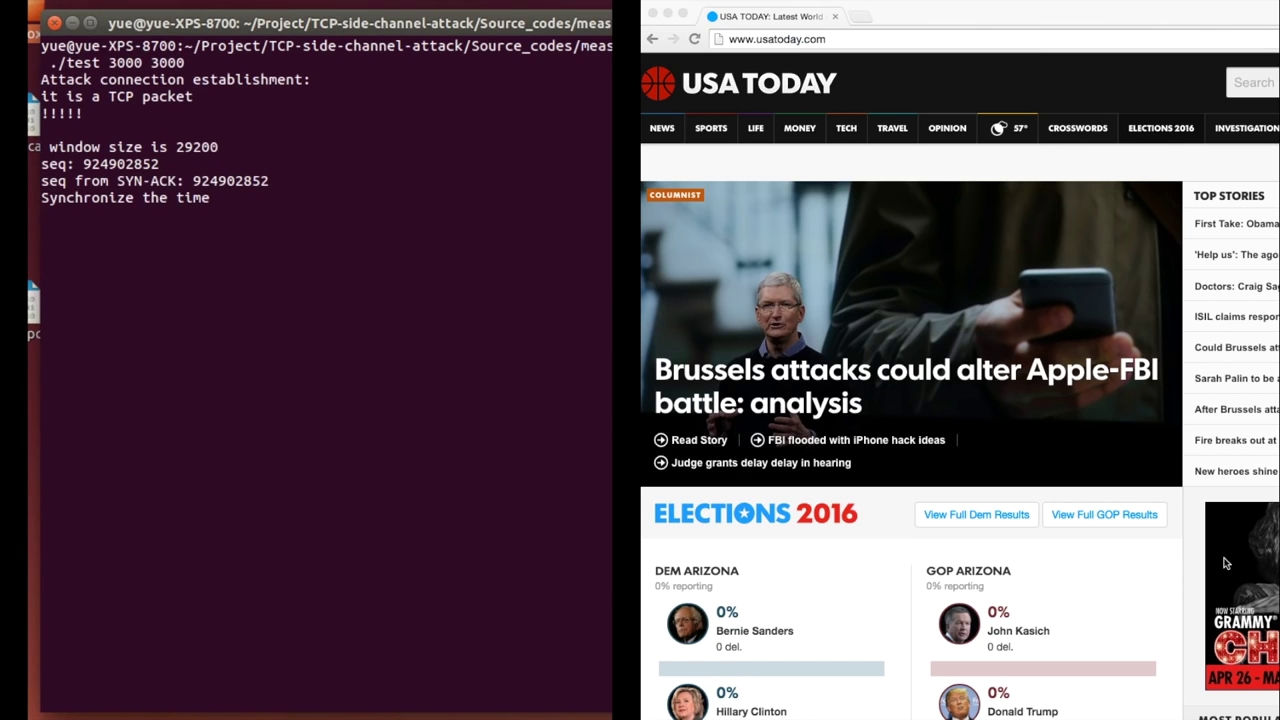 yue@yue-XPS-8700: ~/Project/TCP-side-channel-attack/Source_codes/meas
yue@yue-XPS-8700:~/Project/TCP-side-channel-attack/Source_codes/meas
./test 3000 3000
Attack connection establishment:
it is a TCP packet
!!!!!
window size is 29200
seq: 924902852
seq from SYN-ACK: 924902852
Synchronize the time
USA TODAY: Latest World
www.usatoday.com
USA TODAY
Search
NEWS SPORTS LIFE MONEY TECH TRAVEL OPINION 57° CROSSWORDS ELECTIONS 2016 INVESTIGATION
COLUMNIST
Brussels attacks could alter Apple-FBI
battle: analysis
Read Story FBI flooded with iPhone hack ideas
Judge grants delay delay in hearing
TOP STORIES
First Take: Obama
'Help us': The ago
Doctors: Craig Sa
ISIL claims respor
Could Brussels at
Sarah Palin to be a
After Brussels atta
Fire breaks out at
New heroes shine
ELECTIONS 2016
View Full Dem Results View Full GOP Results
DEM ARIZONA
0% reporting
0%
Bernie Sanders
0 del.
0%
Hillary Clinton
GOP ARIZONA
0% reporting
0%
John Kasich
0 del.
0%
Donald Trump
NOW STARRING
GRAMMY®
CH
APR 26 - MA